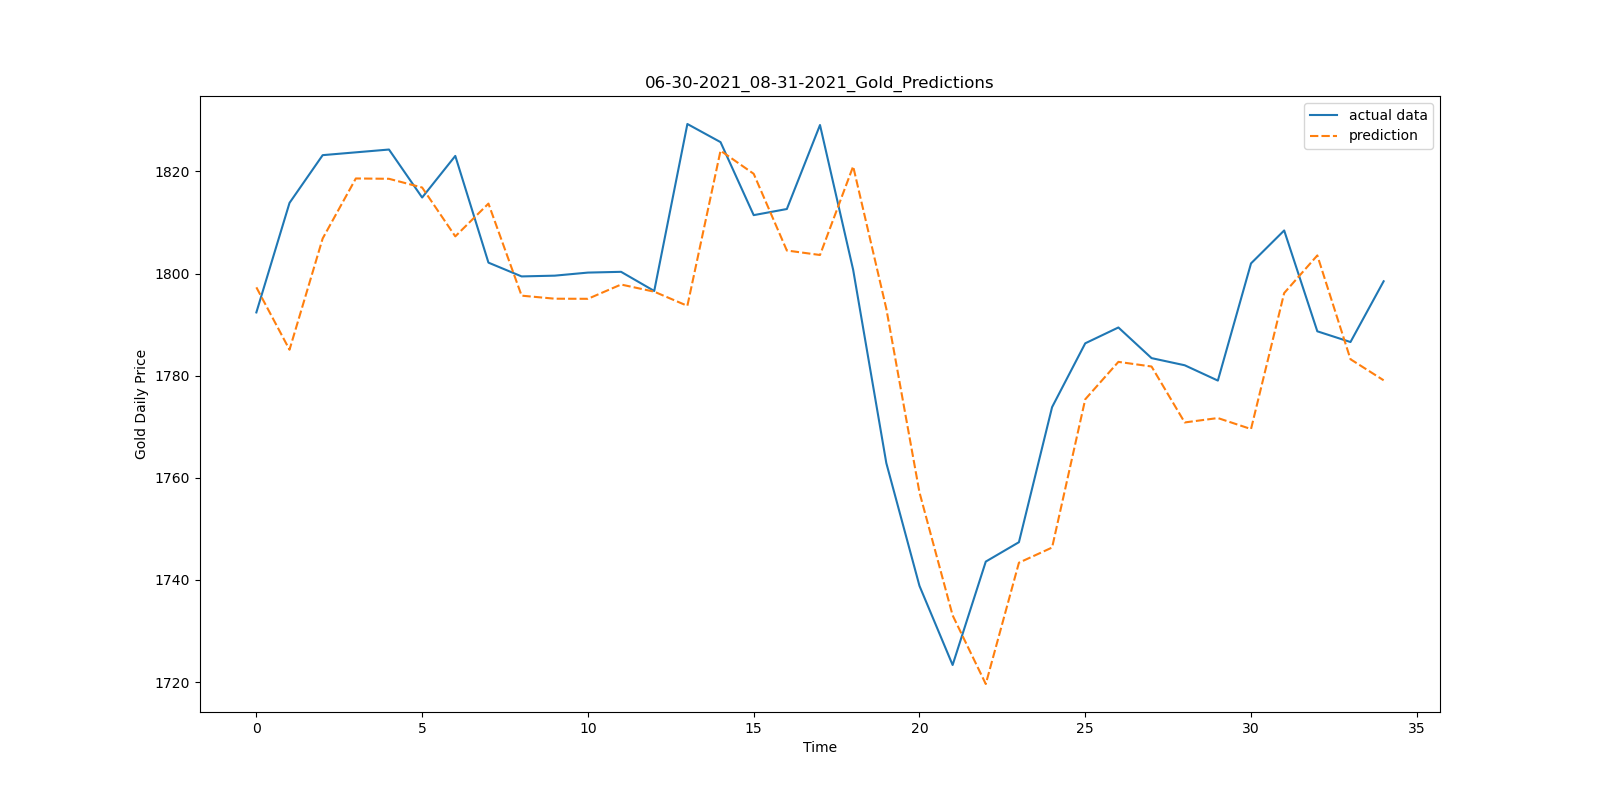 06-30-2021_08-31-2021_Gold_Predictions
actual data
prediction
Gold Daily Price
1820
1800
1780
1760
1740
1720
0 5 10 15 20 25 30 35
Time